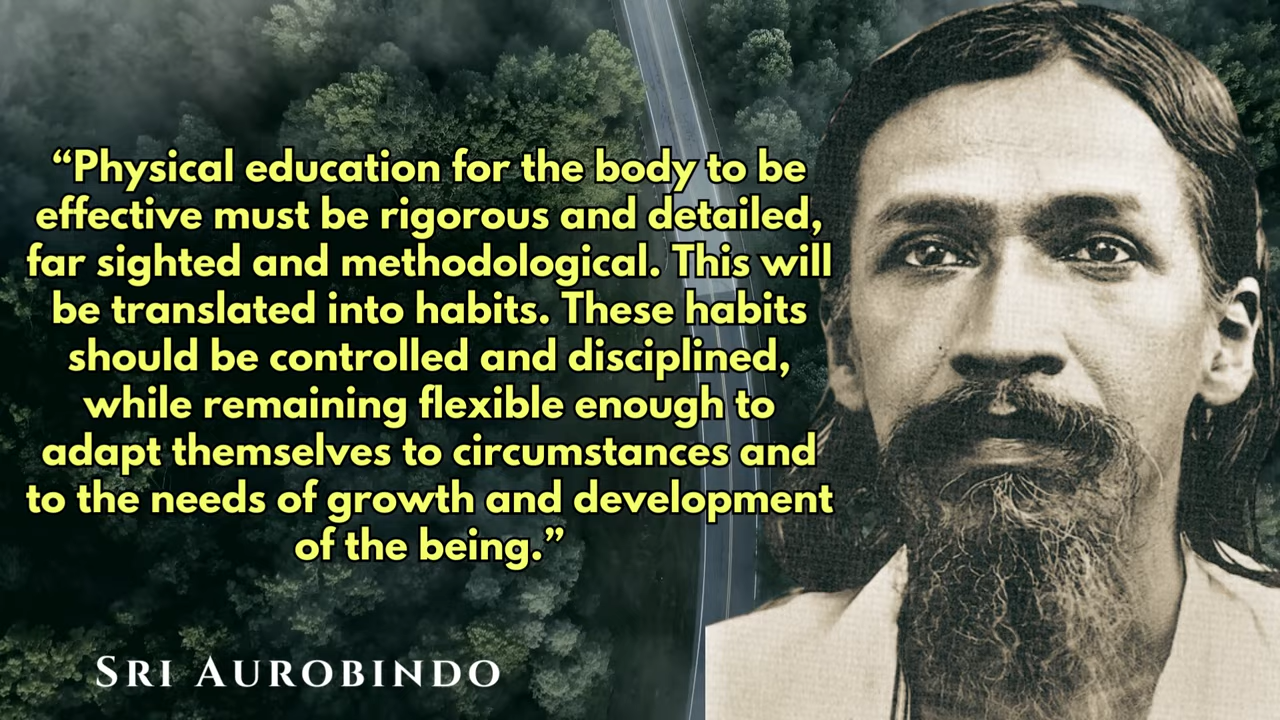 “Physical education for the body to be
effective must be rigorous and detailed,
far sighted and methodological. This will
be translated into habits. These habits
should be controlled and disciplined,
while remaining flexible enough to
adapt themselves to circumstances and
to the needs of growth and development
of the being.”
Sri Aurobindo